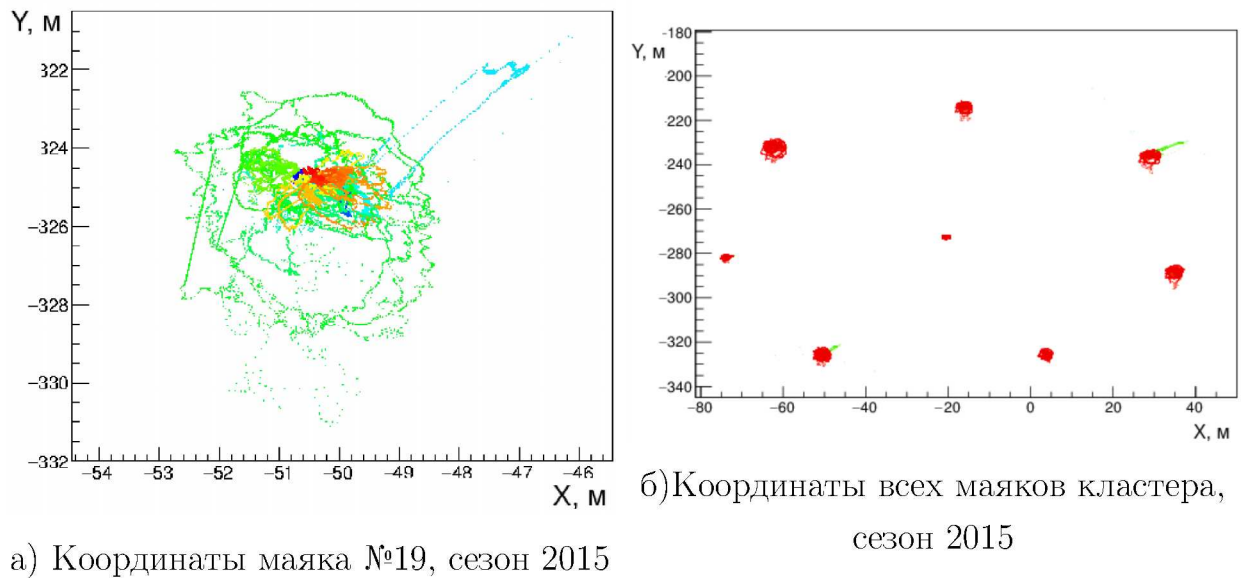 Y, м
322
−324
−326
−328
−330
−332
−54 −53 −52 −51 −50 −49 −48 −47 −46
X, м
а) Координаты маяка №19, сезон 2015
Y, м
-180
−200
−220
−240
−260
−280
−300
−320
−340
−80 −60 −40 −20 0 20 40
X, м
б)Координаты всех маяков кластера,
сезон 2015